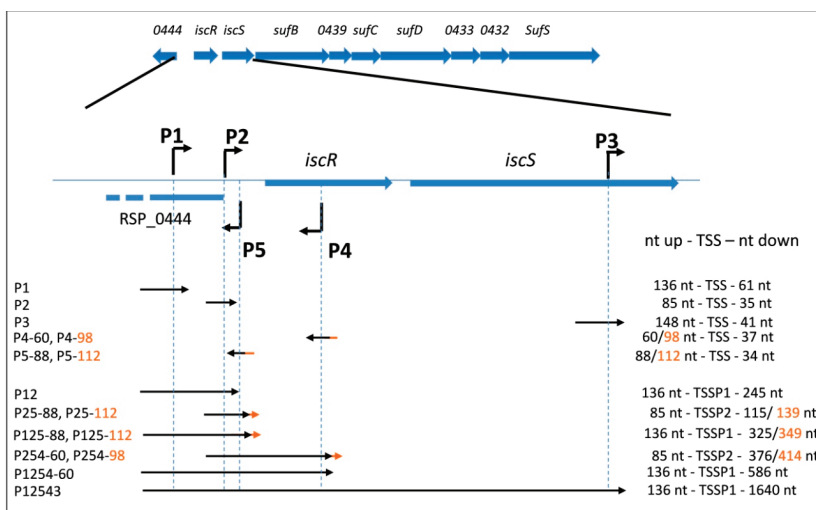 0444 iscR iscS sufB 0439 sufC sufD 0433 0432 SufS
P1 P2 P3
iscR iscS
RSP_0444
P5 P4
nt up - TSS – nt down
P1 136 nt - TSS - 61 nt
P2 85 nt - TSS - 35 nt
P3 148 nt - TSS - 41 nt
P4-60, P4-98 60/98 nt - TSS - 37 nt
P5-88, P5-112 88/112 nt - TSS - 34 nt
P12 136 nt - TSSP1 - 245 nt
P25-88, P25-112 85 nt - TSSP2 - 115/ 139 nt
P125-88, P125-112 136 nt - TSSP1 - 325/349 nt
P254-60, P254-98 85 nt - TSSP2 - 376/414 nt
P1254-60 136 nt - TSSP1 - 586 nt
P12543 136 nt - TSSP1 - 1640 nt